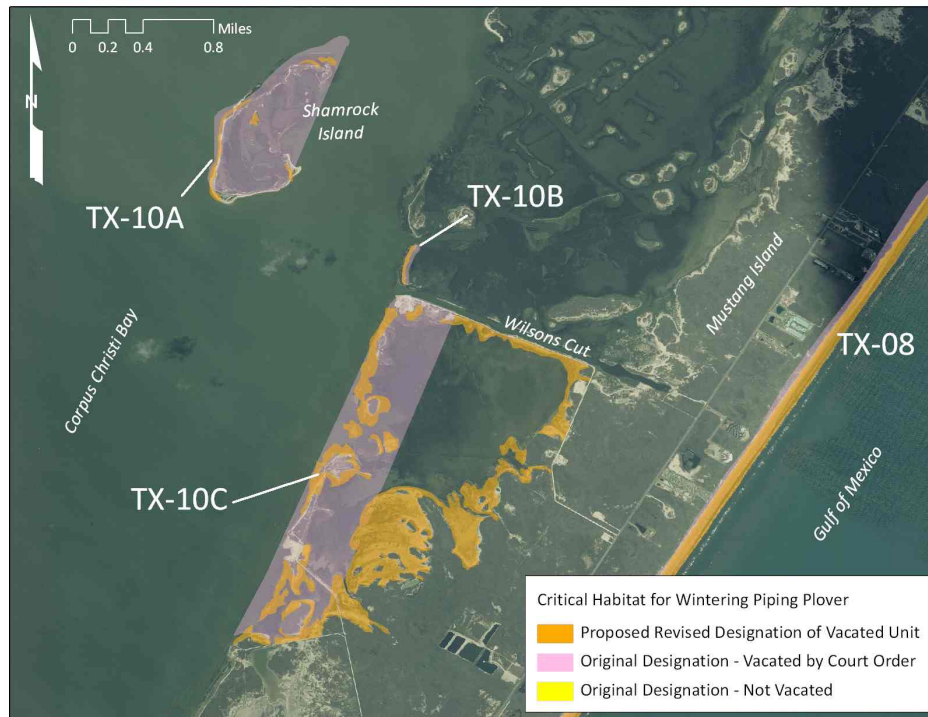 Miles
0 0.2 0.4 0.8
N
Shamrock
Island
TX-10A
TX-10B
Wilsons Cut
Mustang Island
TX-08
Corpus Christi Bay
TX-10C
Gulf of Mexico
Critical Habitat for Wintering Piping Plover
Proposed Revised Designation of Vacated Unit
Original Designation - Vacated by Court Order
Original Designation - Not Vacated